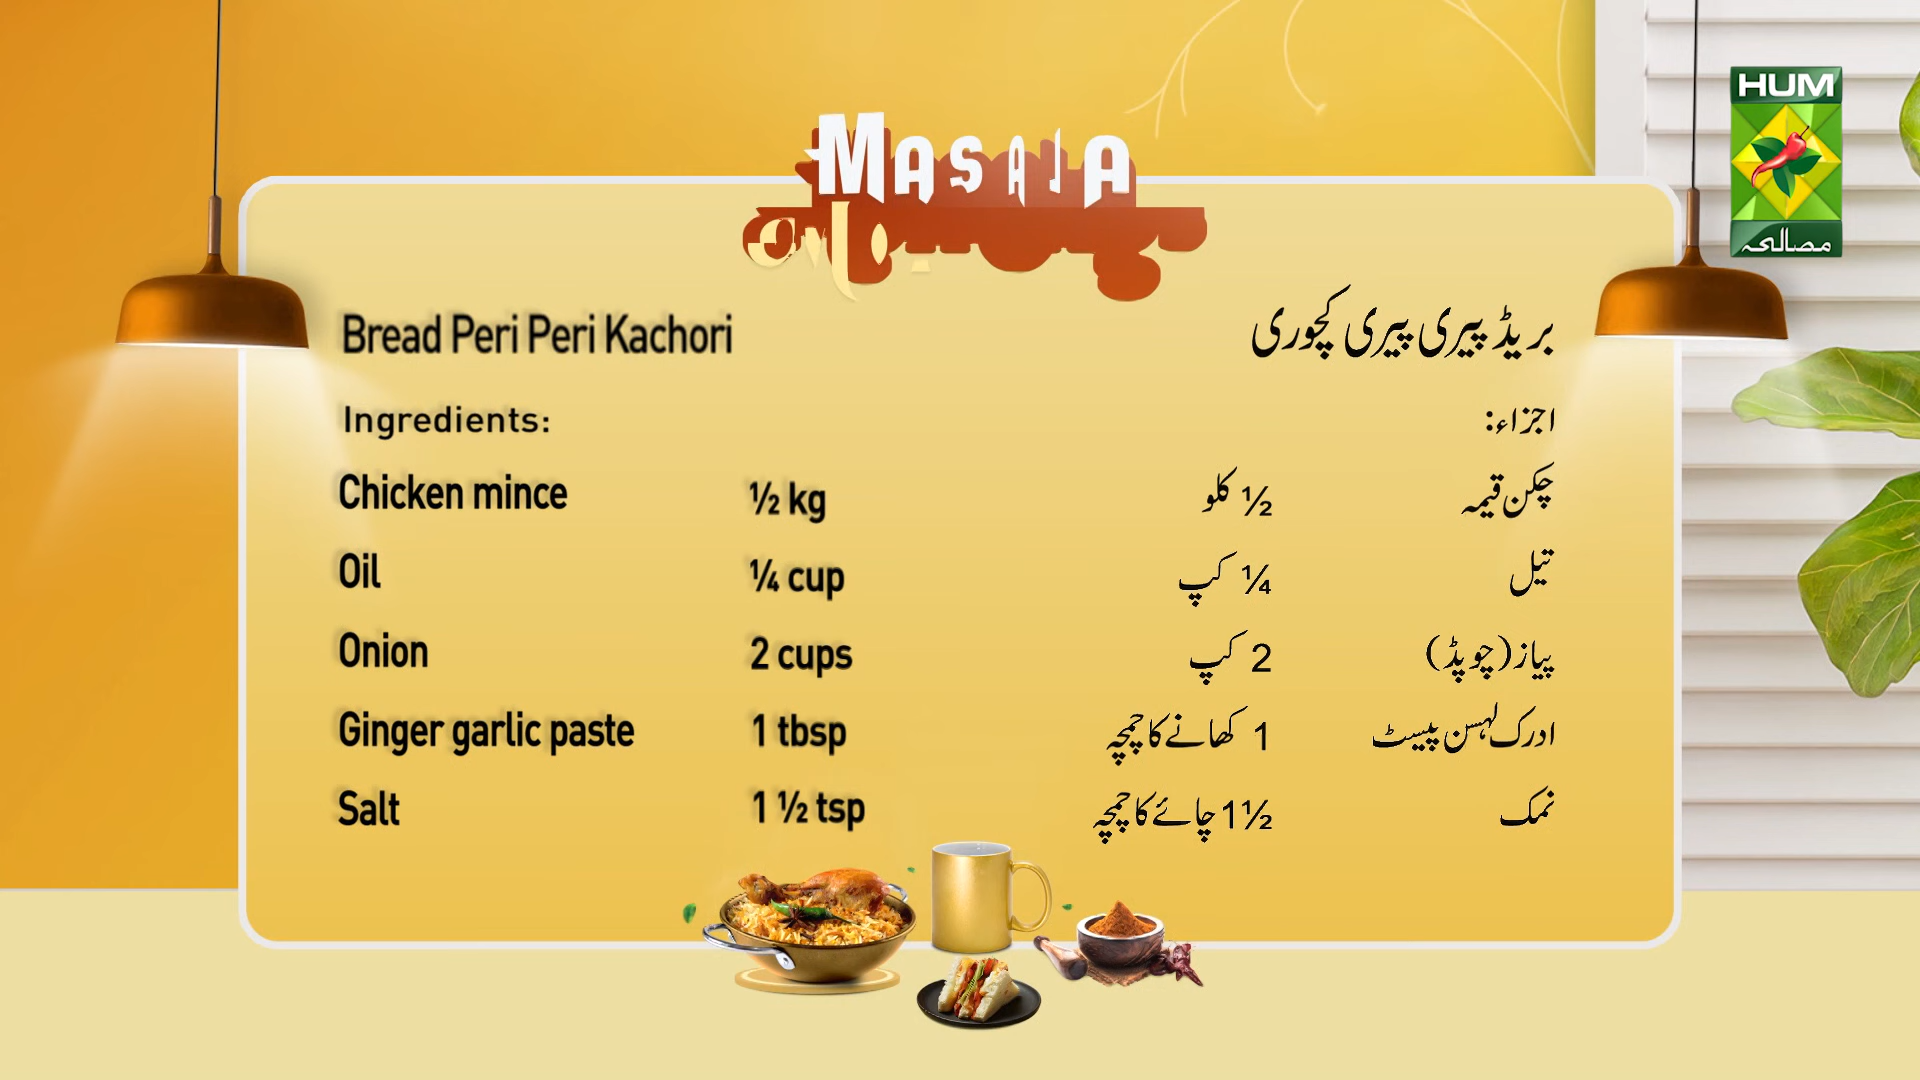 HUM
مصالحہ
MASALA
Bread Peri Peri Kachori
بریڈ پیری پیری کچوری
Ingredients:
اجزاء:
Chicken mince ½ kg
چکن قیمہ ½ کلو
Oil ¼ cup
تیل ¼ کپ
Onion 2 cups
پیاز (چوپڈ) 2 کپ
Ginger garlic paste 1 tbsp
ادرک لہسن پیسٹ 1 کھانے کا چمچہ
Salt 1 ½ tsp
نمک 1½ چائے کا چمچہ